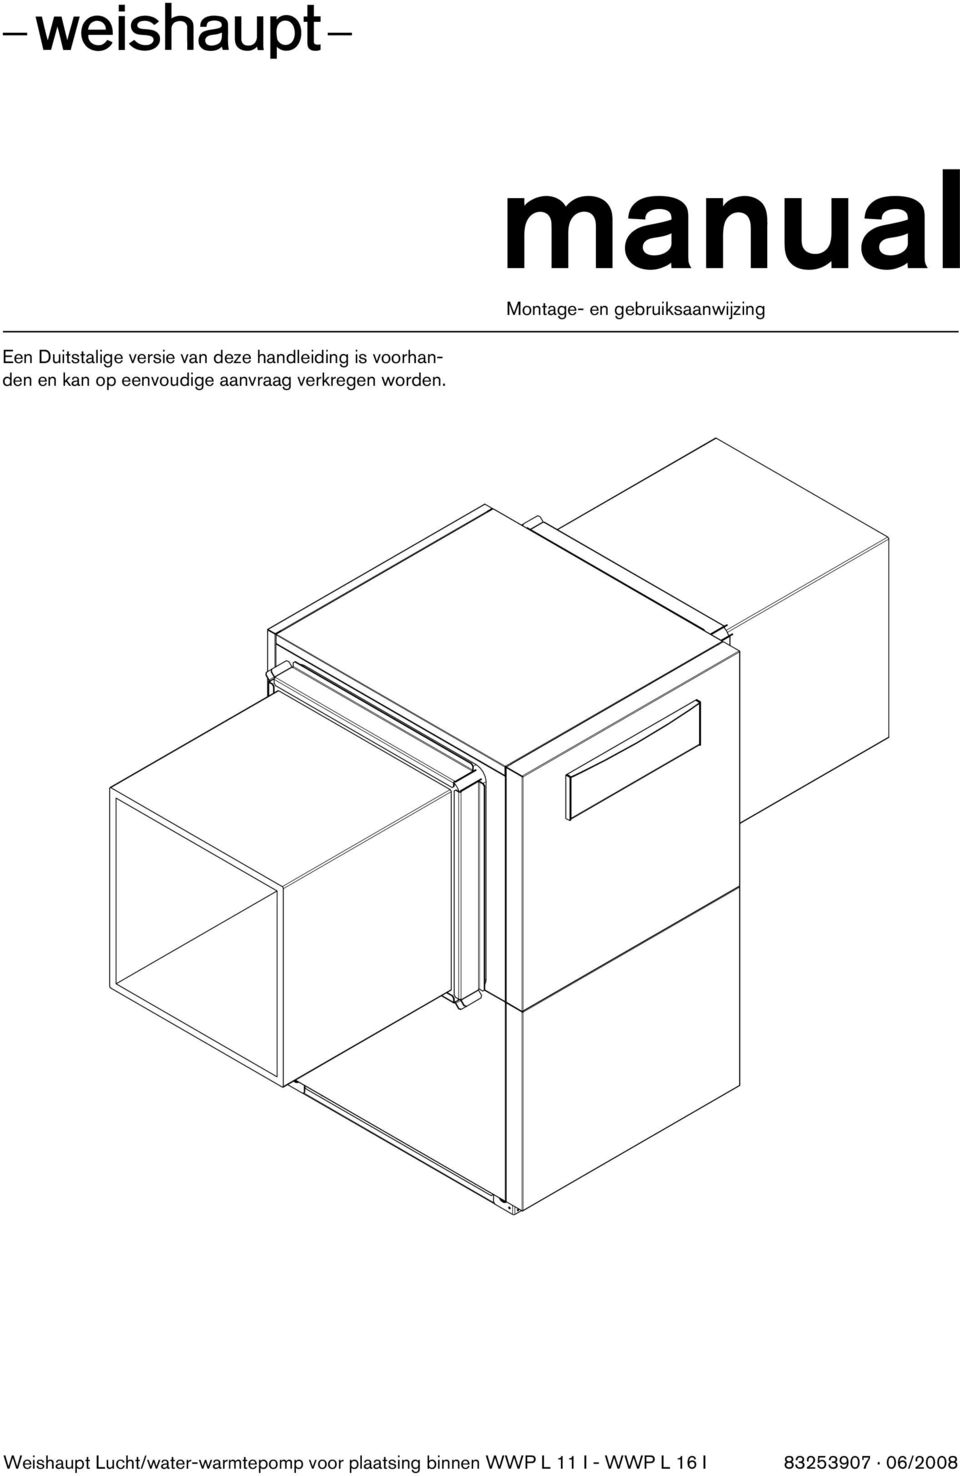 –weishaupt–
manual
Montage- en gebruiksaanwijzing
Een Duitstalige versie van deze handleiding is voorhan-
den en kan op eenvoudige aanvraag verkregen worden.
Weishaupt Lucht/water-warmtepomp voor plaatsing binnen WWP L 11 I - WWP L 16 I 83253907 · 06/2008